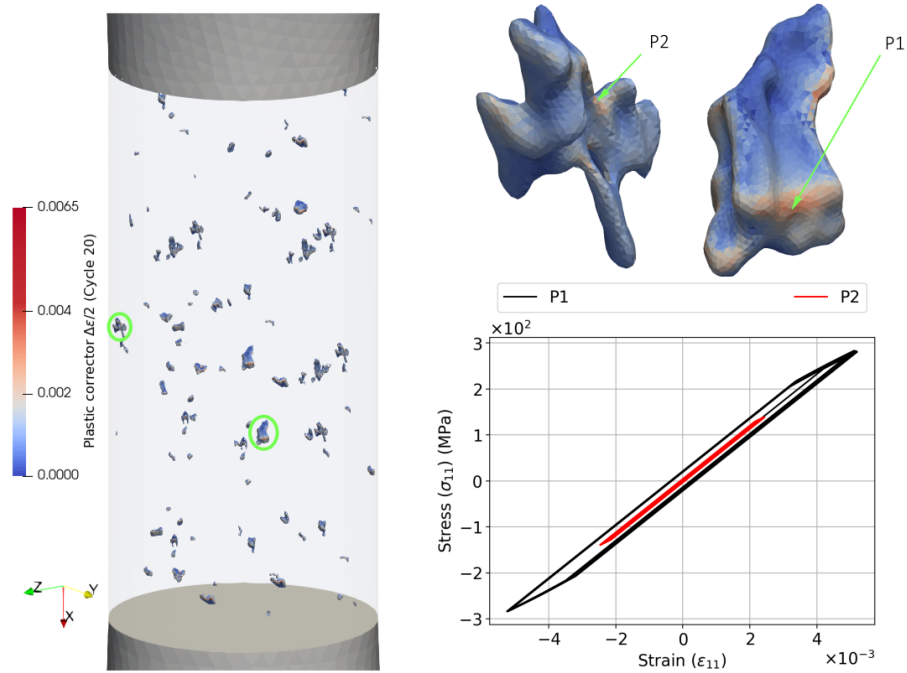 P2
P1
0.0065
0.004
0.002
0.0000
Plastic corrector Δε/2 (Cycle 20)
Z
Y
X
P1
P2
×10²
3
2
1
0
−1
−2
−3
Stress (σ₁₁) (MPa)
−4
−2
0
2
4
×10⁻³
Strain (ε₁₁)